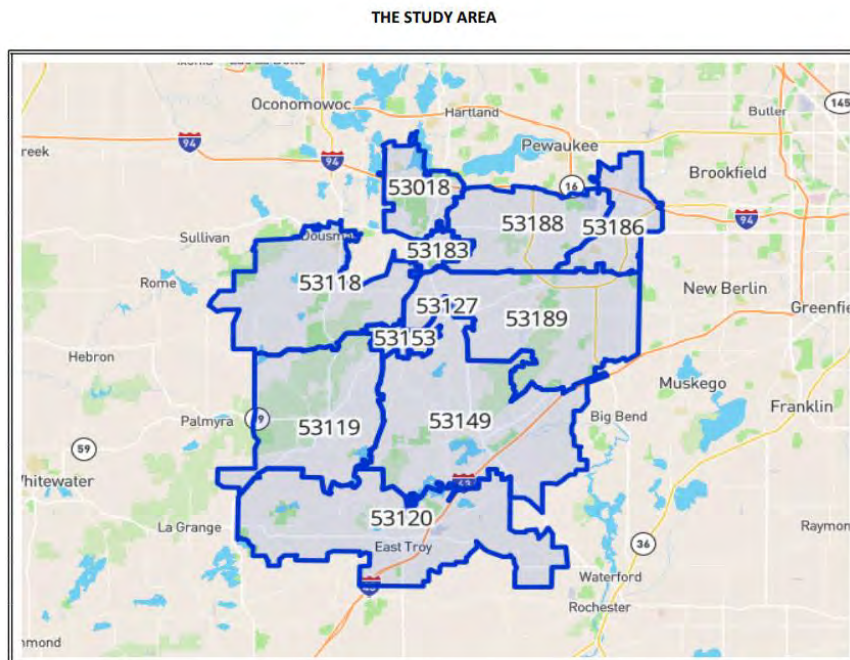 THE STUDY AREA
Oconomowoc
Hartland
Butler
145
94
reek
94
Pewaukee
Brookfield
53018
16
53188
53186
94
Sullivan
Dousma
53183
Rome
53118
New Berlin
53127
Greenfie
53189
53153
Hebron
Muskego
Franklin
Palmyra
53119
53149
Big Bend
59
Whitewater
53120
La Grange
East Troy
36
Raymon
Waterford
Rochester
mmond